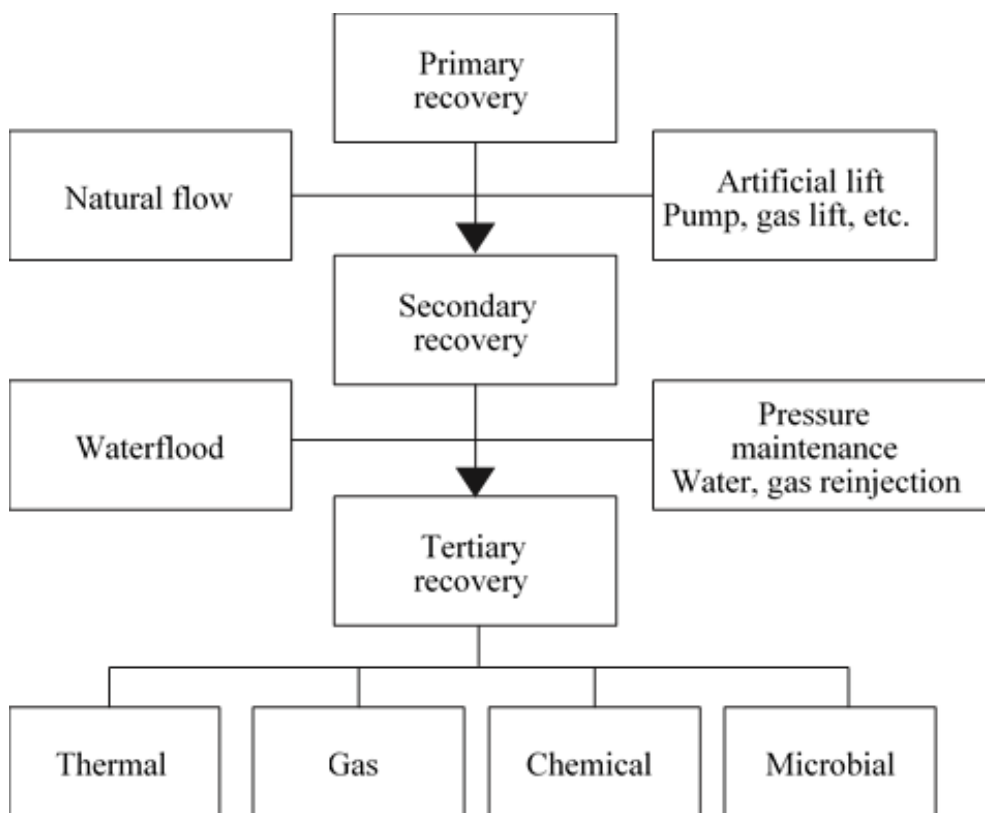 Primary
recovery
Natural flow
Artificial lift
Pump, gas lift, etc.
Secondary
recovery
Waterflood
Pressure
maintenance
Water, gas reinjection
Tertiary
recovery
Thermal
Gas
Chemical
Microbial